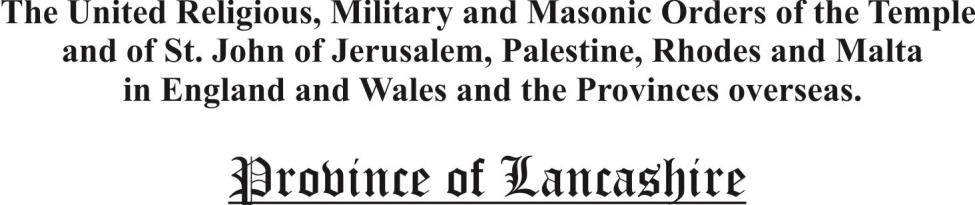 The United Religious, Military and Masonic Orders of the Temple
and of St. John of Jerusalem, Palestine, Rhodes and Malta
in England and Wales and the Provinces overseas.
Province of Lancashire